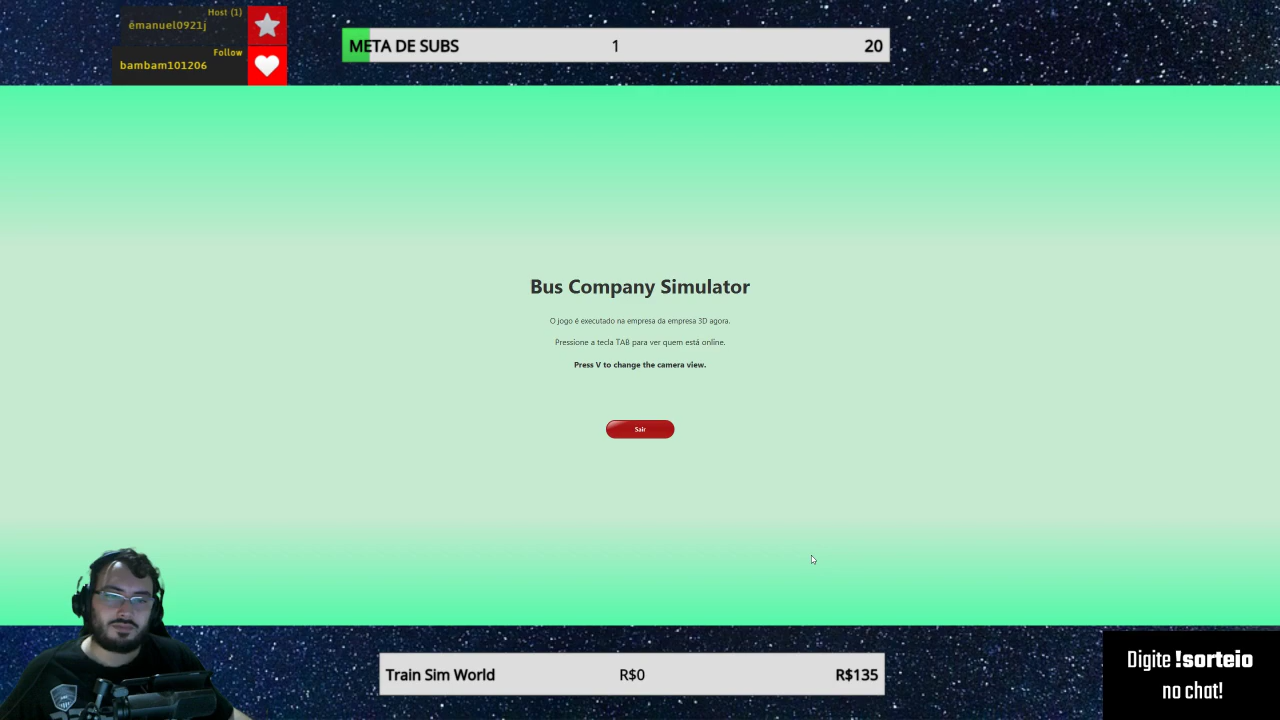 Host (1)
emanuel0921j
Follow
bambam101206
META DE SUBS 1 20
Bus Company Simulator
O jogo é executado na empresa da empresa 3D agora.
Pressione a tecla TAB para ver quem está online.
Press V to change the camera view.
Sair
Train Sim World R$0 R$135
Digite !sorteio
no chat!